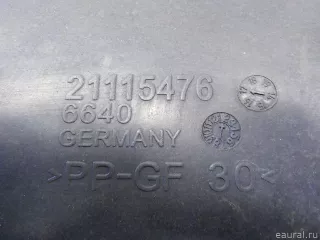 21115476
6640
GERMANY
>PP-GF 30<
eaural.ru